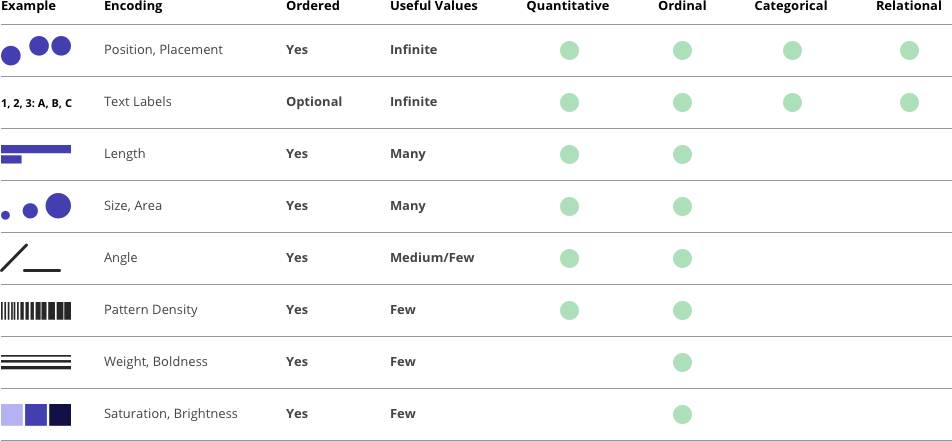 Example Encoding Ordered Useful Values Quantitative Ordinal Categorical Relational
Position, Placement Yes Infinite
1, 2, 3: A, B, C Text Labels Optional Infinite
Length Yes Many
Size, Area Yes Many
Angle Yes Medium/Few
Pattern Density Yes Few
Weight, Boldness Yes Few
Saturation, Brightness Yes Few